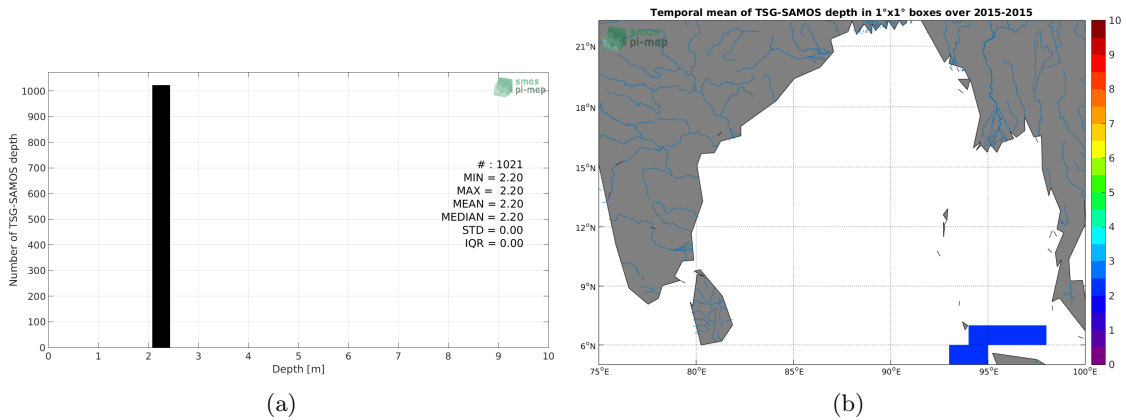 smos
pi-mep
Number of TSG-SAMOS depth
1000
900
800
700
600
500
400
300
200
100
0
# : 1021
MIN = 2.20
MAX = 2.20
MEAN = 2.20
MEDIAN = 2.20
STD = 0.00
IQR = 0.00
0 1 2 3 4 5 6 7 8 9 10
Depth [m]
(a)
Temporal mean of TSG-SAMOS depth in 1°x1° boxes over 2015-2015
smos
pi-mep
21°N
18°N
15°N
12°N
9°N
6°N
75°E 80°E 85°E 90°E 95°E 100°E
10
9
8
7
6
5
4
3
2
1
0
(b)